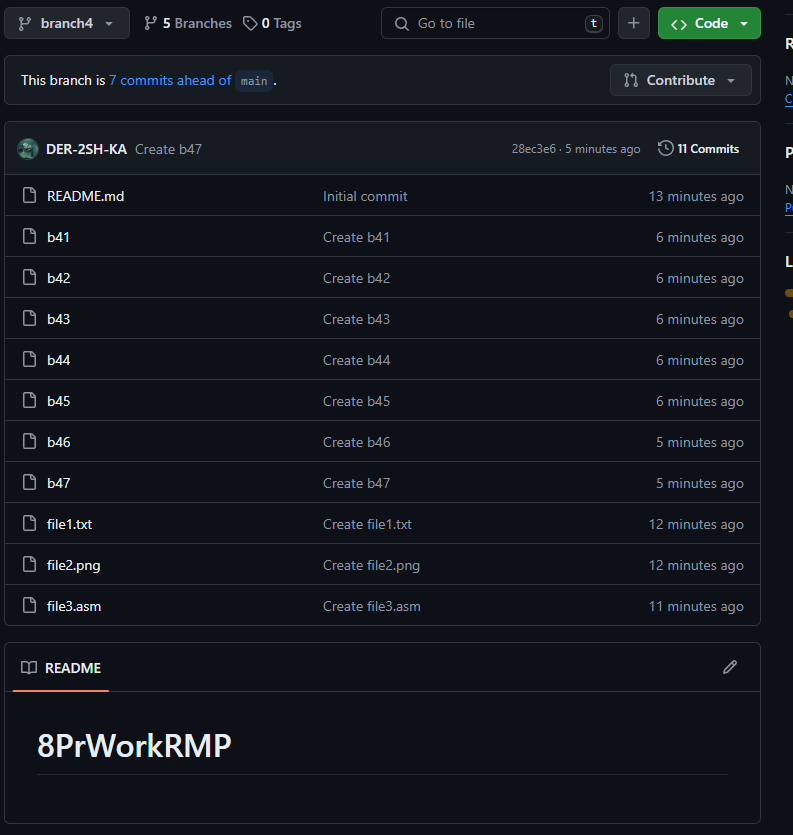 branch4 5 Branches 0 Tags Go to file t Code
This branch is 7 commits ahead of main. Contribute
DER-2SH-KA Create b47 28ec3e6 · 5 minutes ago 11 Commits
README.md Initial commit 13 minutes ago
b41 Create b41 6 minutes ago
b42 Create b42 6 minutes ago
b43 Create b43 6 minutes ago
b44 Create b44 6 minutes ago
b45 Create b45 6 minutes ago
b46 Create b46 5 minutes ago
b47 Create b47 5 minutes ago
file1.txt Create file1.txt 12 minutes ago
file2.png Create file2.png 12 minutes ago
file3.asm Create file3.asm 11 minutes ago
README
8PrWorkRMP